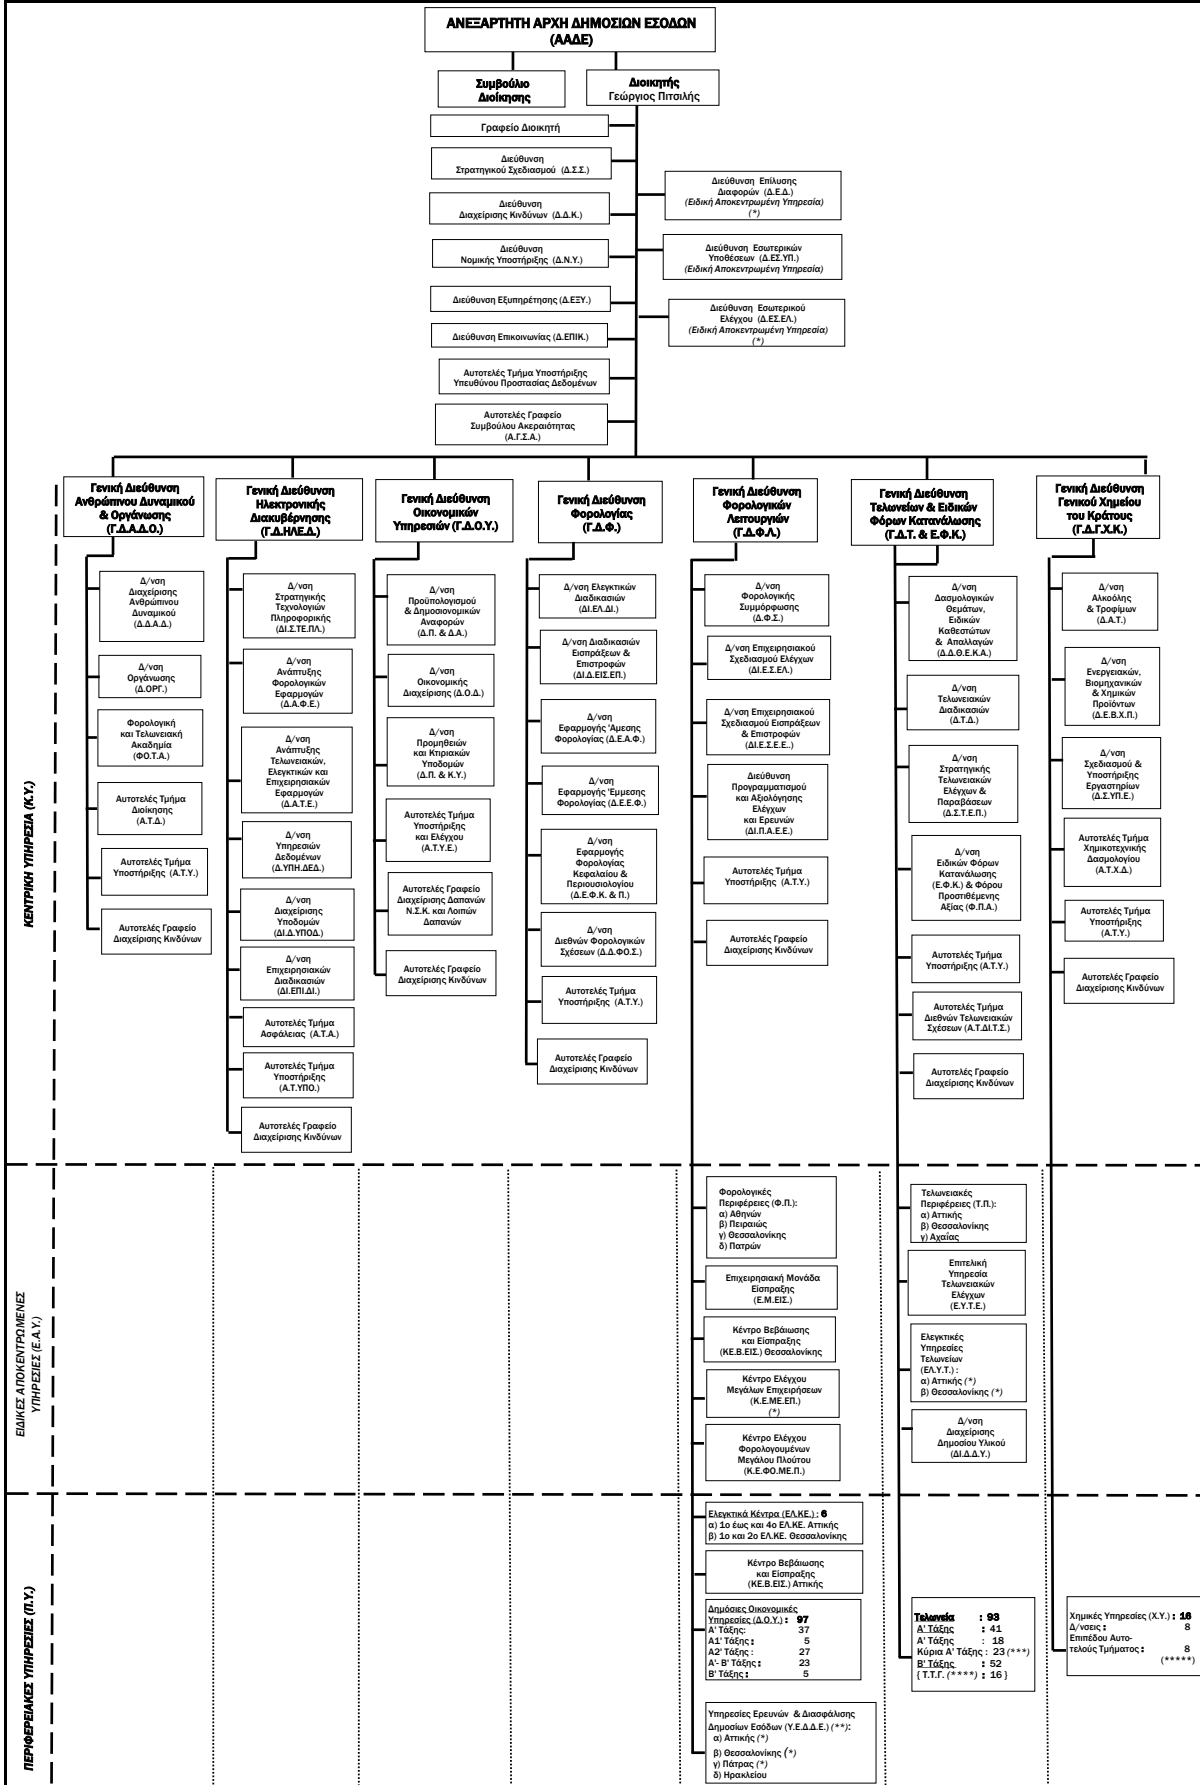 ΑΝΕΞΑΡΤΗΤΗ ΑΡΧΗ ΔΗΜΟΣΙΩΝ ΕΣΟΔΩΝ
(ΑΑΔΕ)
Συμβούλιο
Διοίκησης
Διοικητής
Γεώργιος Πιτσιλής
Γραφείο Διοικητή
Διεύθυνση
Στρατηγικού Σχεδιασμού (Δ.Σ.Σ.)
Διεύθυνση
Διαχείρισης Κινδύνων (Δ.Δ.Κ.)
Διεύθυνση
Νομικής Υποστήριξης (Δ.Ν.Υ.)
Διεύθυνση Εξυπηρέτησης (Δ.ΕΞΥ.)
Διεύθυνση Επικοινωνίας (Δ.ΕΠΙΚ.)
Αυτοτελές Τμήμα Υποστήριξης
Υπευθύνου Προστασίας Δεδομένων
Αυτοτελές Γραφείο
Συμβούλου Ακεραιότητας
(Α.Γ.Σ.Α.)
Διεύθυνση Επίλυσης
Διαφορών (Δ.Ε.Δ.)
(Ειδική Αποκεντρωμένη Υπηρεσία)
(*)
Διεύθυνση Εσωτερικών
Υποθέσεων (Δ.ΕΣ.ΥΠ.)
(Ειδική Αποκεντρωμένη Υπηρεσία)
Διεύθυνση Εσωτερικού
Ελέγχου (Δ.ΕΣ.ΕΛ.)
(Ειδική Αποκεντρωμένη Υπηρεσία)
(*)
ΚΕΝΤΡΙΚΗ ΥΠΗΡΕΣΙΑ (Κ.Υ.)
Γενική Διεύθυνση
Ανθρώπινου Δυναμικού
& Οργάνωσης
(Γ.Δ.Α.Δ.Ο.)
Δ/νση
Διαχείρισης
Ανθρώπινου
Δυναμικού
(Δ.Δ.Α.Δ.)
Δ/νση
Οργάνωσης
(Δ.ΟΡΓ.)
Φορολογική
και Τελωνειακή
Ακαδημία
(ΦΟ.Τ.Α.)
Αυτοτελές Τμήμα
Διοίκησης
(Α.Τ.Δ.)
Αυτοτελές Τμήμα
Υποστήριξης (Α.Τ.Υ.)
Αυτοτελές Γραφείο
Διαχείρισης Κινδύνων
Γενική Διεύθυνση
Ηλεκτρονικής
Διακυβέρνησης
(Γ.Δ.ΗΛΕ.Δ.)
Δ/νση
Στρατηγικής
Τεχνολογιών
Πληροφορικής
(ΔΙ.Σ.ΤΕ.ΠΛ.)
Δ/νση
Ανάπτυξης
Φορολογικών
Εφαρμογών
(Δ.Α.Φ.Ε.)
Δ/νση
Ανάπτυξης
Τελωνειακών,
Ελεγκτικών και
Επιχειρησιακών
Εφαρμογών
(Δ.Α.Τ.Ε.)
Δ/νση
Υπηρεσιών
Δεδομένων
(Δ.ΥΠΗ.ΔΕΔ.)
Δ/νση
Διαχείρισης
Υποδομών
(ΔΙ.Δ.ΥΠΟΔ.)
Δ/νση
Επιχειρησιακών
Διαδικασιών
(ΔΙ.ΕΠΙ.ΔΙ.)
Αυτοτελές Τμήμα
Ασφάλειας (Α.Τ.Α.)
Αυτοτελές Τμήμα
Υποστήριξης
(Α.Τ.ΥΠΟ.)
Αυτοτελές Γραφείο
Διαχείρισης Κινδύνων
Γενική Διεύθυνση
Οικονομικών
Υπηρεσιών (Γ.Δ.Ο.Υ.)
Δ/νση
Προϋπολογισμού
& Δημοσιονομικών
Αναφορών
(Δ.Π. & Δ.Α.)
Δ/νση
Οικονομικής
Διαχείρισης (Δ.Ο.Δ.)
Δ/νση
Προμηθειών
και Κτιριακών
Υποδομών
(Δ.Π. & Κ.Υ.)
Αυτοτελές Τμήμα
Υποστήριξης
και Ελέγχου
(Α.Τ.Υ.Ε.)
Αυτοτελές Γραφείο
Διαχείρισης Δαπανών
Ν.Σ.Κ. και Λοιπών
Δαπανών
Αυτοτελές Γραφείο
Διαχείρισης Κινδύνων
Γενική Διεύθυνση
Φορολογίας
(Γ.Δ.Φ.)
Δ/νση Ελεγκτικών
Διαδικασιών
(ΔΙ.ΕΛ.ΔΙ.)
Δ/νση Διαδικασιών
Εισπράξεων &
Επιστροφών
(ΔΙ.Δ.ΕΙΣ.ΕΠ.)
Δ/νση
Εφαρμογής 'Αμεσης
Φορολογίας (Δ.Ε.Α.Φ.)
Δ/νση
Εφαρμογής 'Εμμεσης
Φορολογίας (Δ.Ε.Ε.Φ.)
Δ/νση
Εφαρμογής
Φορολογίας
Κεφαλαίου &
Περιουσιολογίου
(Δ.Ε.Φ.Κ. & Π.)
Δ/νση
Διεθνών Φορολογικών
Σχέσεων (Δ.Δ.ΦΟ.Σ.)
Αυτοτελές Τμήμα
Υποστήριξης (Α.Τ.Υ.)
Αυτοτελές Γραφείο
Διαχείρισης Κινδύνων
Γενική Διεύθυνση
Φορολογικών
Λειτουργιών
(Γ.Δ.Φ.Λ.)
Δ/νση
Φορολογικής
Συμμόρφωσης
(Δ.Φ.Σ.)
Δ/νση Επιχειρησιακού
Σχεδιασμού Ελέγχων
(ΔΙ.Ε.Σ.ΕΛ.)
Δ/νση Επιχειρησιακού
Σχεδιασμού Εισπράξεων
& Επιστροφών
(ΔΙ.Ε.Σ.Ε.Ε..)
Διεύθυνση
Προγραμματισμού
και Αξιολόγησης
Ελέγχων
και Ερευνών
(ΔΙ.Π.Α.Ε.Ε.)
Αυτοτελές Τμήμα
Υποστήριξης (Α.Τ.Υ.)
Αυτοτελές Γραφείο
Διαχείρισης Κινδύνων
Γενική Διεύθυνση
Τελωνείων & Ειδικών
Φόρων Κατανάλωσης
(Γ.Δ.Τ. & Ε.Φ.Κ.)
Δ/νση
Δασμολογικών
Θεμάτων,
Ειδικών
Καθεστώτων
& Απαλλαγών
(Δ.Δ.Θ.Ε.Κ.Α.)
Δ/νση
Τελωνειακών
Διαδικασιών
(Δ.Τ.Δ.)
Δ/νση
Στρατηγικής
Τελωνειακών
Ελέγχων &
Παραβάσεων
(Δ.Σ.Τ.Ε.Π.)
Δ/νση
Ειδικών Φόρων
Κατανάλωσης
(Ε.Φ.Κ.) & Φόρου
Προστιθέμενης
Αξίας (Φ.Π.Α.)
Αυτοτελές Τμήμα
Υποστήριξης (Α.Τ.Υ.)
Αυτοτελές Τμήμα
Διεθνών Τελωνειακών
Σχέσεων (Α.Τ.ΔΙ.Τ.Σ.)
Αυτοτελές Γραφείο
Διαχείρισης Κινδύνων
Γενική Διεύθυνση
Γενικού Χημείου
του Κράτους
(Γ.Δ.Γ.Χ.Κ.)
Δ/νση
Αλκοόλης
& Τροφίμων
(Δ.Α.Τ.)
Δ/νση
Ενεργειακών,
Βιομηχανικών
& Χημικών
Προϊόντων
(Δ.Ε.Β.Χ.Π.)
Δ/νση
Σχεδιασμού &
Υποστήριξης
Εργαστηρίων
(Δ.Σ.ΥΠ.Ε.)
Αυτοτελές Τμήμα
Χημικοτεχνικής
Δασμολογίου
(Α.Τ.Χ.Δ.)
Αυτοτελές Τμήμα
Υποστήριξης
(Α.Τ.Υ.)
Αυτοτελές Γραφείο
Διαχείρισης Κινδύνων
ΕΙΔΙΚΕΣ ΑΠΟΚΕΝΤΡΩΜΕΝΕΣ
ΥΠΗΡΕΣΙΕΣ (Ε.Α.Υ.)
Φορολογικές
Περιφέρειες (Φ.Π.):
α) Αθηνών
β) Πειραιώς
γ) Θεσσαλονίκης
δ) Πατρών
Επιχειρησιακή Μονάδα
Είσπραξης
(Ε.Μ.ΕΙΣ.)
Κέντρο Βεβαίωσης
και Είσπραξης
(ΚΕ.Β.ΕΙΣ.) Θεσσαλονίκης
Κέντρο Ελέγχου
Μεγάλων Επιχειρήσεων
(Κ.Ε.ΜΕ.ΕΠ.)
(*)
Κέντρο Ελέγχου
Φορολογουμένων
Μεγάλου Πλούτου
(Κ.Ε.ΦΟ.ΜΕ.Π.)
Τελωνειακές
Περιφέρειες (Τ.Π.):
α) Αττικής
β) Θεσσαλονίκης
γ) Αχαΐας
Επιτελική
Υπηρεσία
Τελωνειακών
Ελέγχων
(Ε.Υ.Τ.Ε.)
Ελεγκτικές
Υπηρεσίες
Τελωνείων
(ΕΛ.Υ.Τ.) :
α) Αττικής (*)
β) Θεσσαλονίκης (*)
Δ/νση
Διαχείρισης
Δημοσίου Υλικού
(ΔΙ.Δ.Δ.Υ.)
ΠΕΡΙΦΕΡΕΙΑΚΕΣ ΥΠΗΡΕΣΙΕΣ (Π.Υ.)
Ελεγκτικά Κέντρα (ΕΛ.ΚΕ.) : 6
α) 1ο έως και 4ο ΕΛ.ΚΕ. Αττικής
β) 1ο και 2ο ΕΛ.ΚΕ. Θεσσαλονίκης
Κέντρο Βεβαίωσης
και Είσπραξης
(ΚΕ.Β.ΕΙΣ.) Αττικής
Δημόσιες Οικονομικές
Υπηρεσίες (Δ.Ο.Υ.) : 97
Α' Τάξης: 37
Α1' Τάξης : 5
Α2' Τάξης : 27
Α'- Β' Τάξης : 23
Β' Τάξης : 5
Υπηρεσίες Ερευνών & Διασφάλισης
Δημοσίων Εσόδων (Υ.Ε.Δ.Δ.Ε.) (**):
α) Αττικής (*)
β) Θεσσαλονίκης (*)
γ) Πάτρας (*)
δ) Ηρακλείου
Τελωνεία : 93
Α' Τάξης : 41
Α' Τάξης : 18
Κύρια Α' Τάξης : 23 (***)
Β' Τάξης : 52
{ Τ.Τ.Γ. (****) : 16 }
Χημικές Υπηρεσίες (Χ.Υ.) : 16
Δ/νσεις : 8
Επιπέδου Αυτο-
τελούς Τμήματος : 8
(*****)